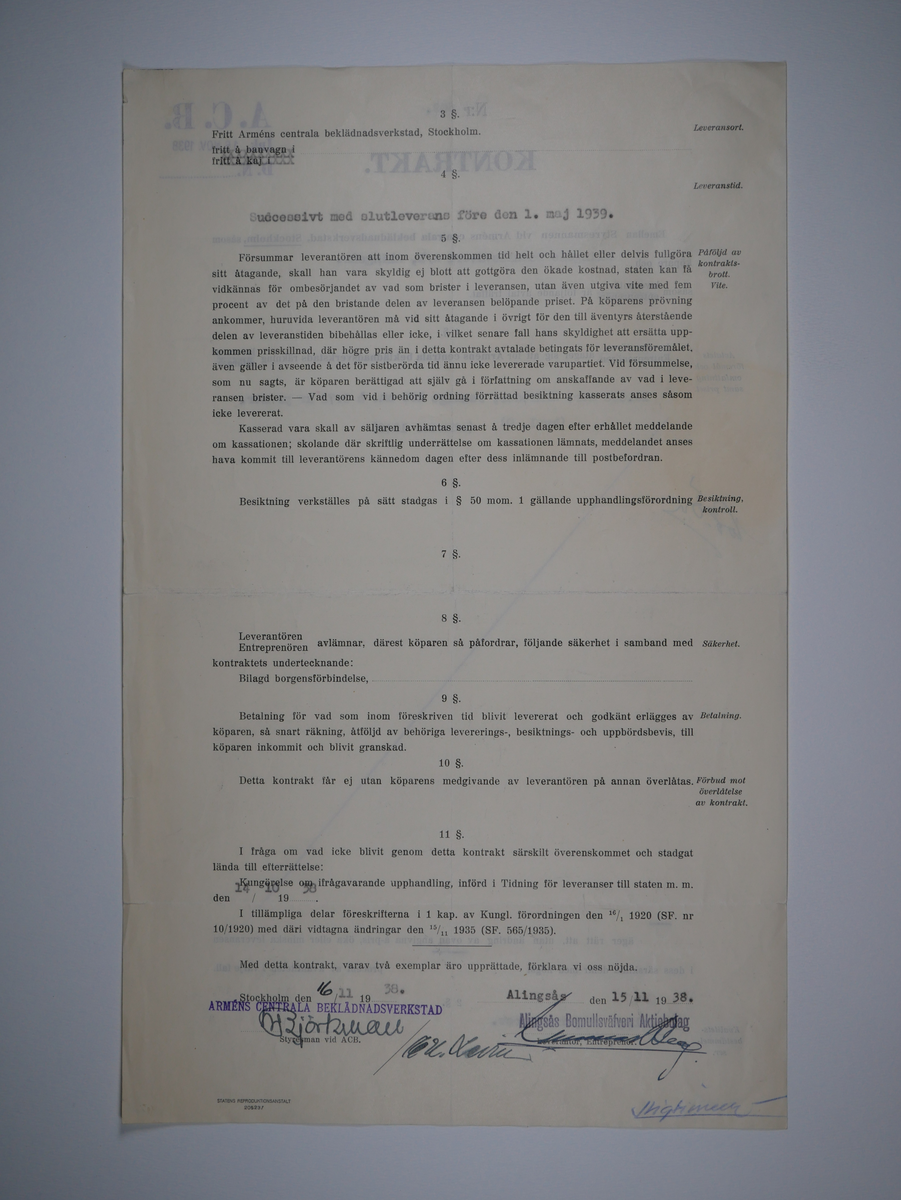 3 §.
Fritt Arméns centrala beklädnadsverkstad, Stockholm.
Leveransort.
fritt å banvagn i
fritt å kaj i
4 §.
Leveranstid.
Successivt med slutleverans före den 1. maj 1939.
5 §.
Försummar leverantören att inom överenskommen tid helt och hållet eller delvis fullgöra
Påföljd av
sitt åtagande, skall han vara skyldig ej blott att gottgöra den ökade kostnad, staten kan få
kontrakts-
brott.
vidkännas för ombesörjandet av vad som brister i leveransen, utan även utgiva vite med fem
Vite.
procent av det på den bristande delen av leveransen belöpande priset. På köparens prövning
ankommer, huruvida leverantören må vid sitt åtagande i övrigt för den till äventyrs återstående
delen av leveranstiden bibehållas eller icke, i vilket senare fall hans skyldighet att ersätta upp-
kommen prisskillnad, där högre pris än i detta kontrakt avtalade betingats för leveransföremålet,
även gäller i avseende å det för sistberörda tid ännu icke levererade varupartiet. Vid försummelse,
som nu sagts, är köparen berättigad att själv gå i författning om anskaffande av vad i leve-
ransen brister. — Vad som vid i behörig ordning förrättad besiktning kasserats anses såsom
icke levererat.
Kasserad vara skall av säljaren avhämtas senast å tredje dagen efter erhållet meddelande
om kassationen; skolande där skriftlig underrättelse om kassationen lämnats, meddelandet anses
hava kommit till leverantörens kännedom dagen efter dess inlämnande till postbefordran.
6 §.
Besiktning verkställes på sätt stadgas i § 50 mom. 1 gällande upphandlingsförordning
Besiktning,
kontroll.
7 §.
8 §.
Leverantören
Entreprenören
avlämnar, därest köparen så påfordrar, följande säkerhet i samband med
Säkerhet.
kontraktets undertecknande:
Bilagd borgensförbindelse,
9 §.
Betalning för vad som inom föreskriven tid blivit levererat och godkänt erlägges av
Betalning.
köparen, så snart räkning, åtföljd av behöriga levererings-, besiktnings- och uppbördsbevis, till
köparen inkommit och blivit granskad.
10 §.
Detta kontrakt får ej utan köparens medgivande av leverantören på annan överlåtas.
Förbud mot
överlåtelse
av kontrakt.
11 §.
I fråga om vad icke blivit genom detta kontrakt särskilt överenskommet och stadgat
lända till efterrättelse:
Kungörelse om ifrågavarande upphandling, införd i Tidning för leveranser till staten m. m.
14 10 38
den / 19 .
I tillämpliga delar föreskrifterna i 1 kap. av Kungl. förordningen den 16/1 1920 (SF. nr
10/1920) med däri vidtagna ändringar den 15/11 1935 (SF. 565/1935).
Med detta kontrakt, varav två exemplar äro upprättade, förklara vi oss nöjda.
Stockholm den 16/11 1938.
Alingsås den 15/11 1938.
ARMÉNS CENTRALA BEKLÄDNADSVERKSTAD
Alingsås Bomullsväfveri Aktiebolag
Björkman
Styresman vid ACB.
Leverantör, Entreprenör.
STATENS REPRODUKTIONSANSTALT